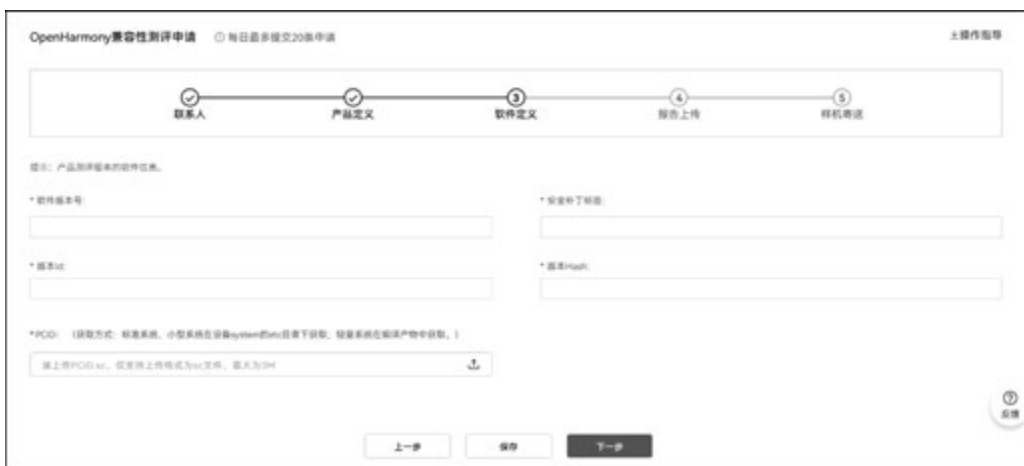 OpenHarmony兼容性测评申请 每日最多提交20条申请 操作指导
联系人 产品定义 3 软件定义 4 报告上传 5 样机寄送
提示：产品测评版本的软件信息。
* 软件版本号: * 安全补丁标签:
* 版本Id: * 版本Hash:
*PCID: （获取方式：标准系统、小型系统在设备system的etc目录下获取；轻量系统在编译产物中获取。）
请上传PCID.sc，仅支持上传格式为sc文件，最大为3M
反馈
上一步 保存 下一步